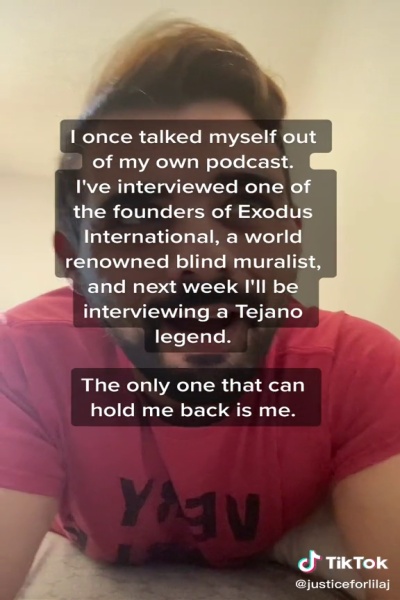 I once talked myself out
of my own podcast.
I've interviewed one of
the founders of Exodus
International, a world
renowned blind muralist,
and next week I'll be
interviewing a Tejano
legend.
The only one that can
hold me back is me.
VERY
TikTok
@justiceforlilaj